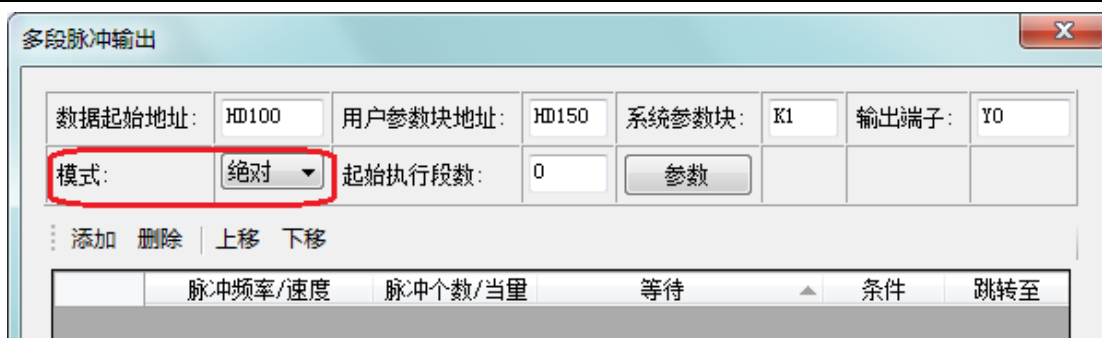 多段脉冲输出
数据起始地址: HD100 用户参数块地址: HD150 系统参数块: K1 输出端子: Y0
模式: 绝对 起始执行段数: 0 参数
添加 删除 上移 下移
脉冲频率/速度 脉冲个数/当量 等待 条件 跳转至